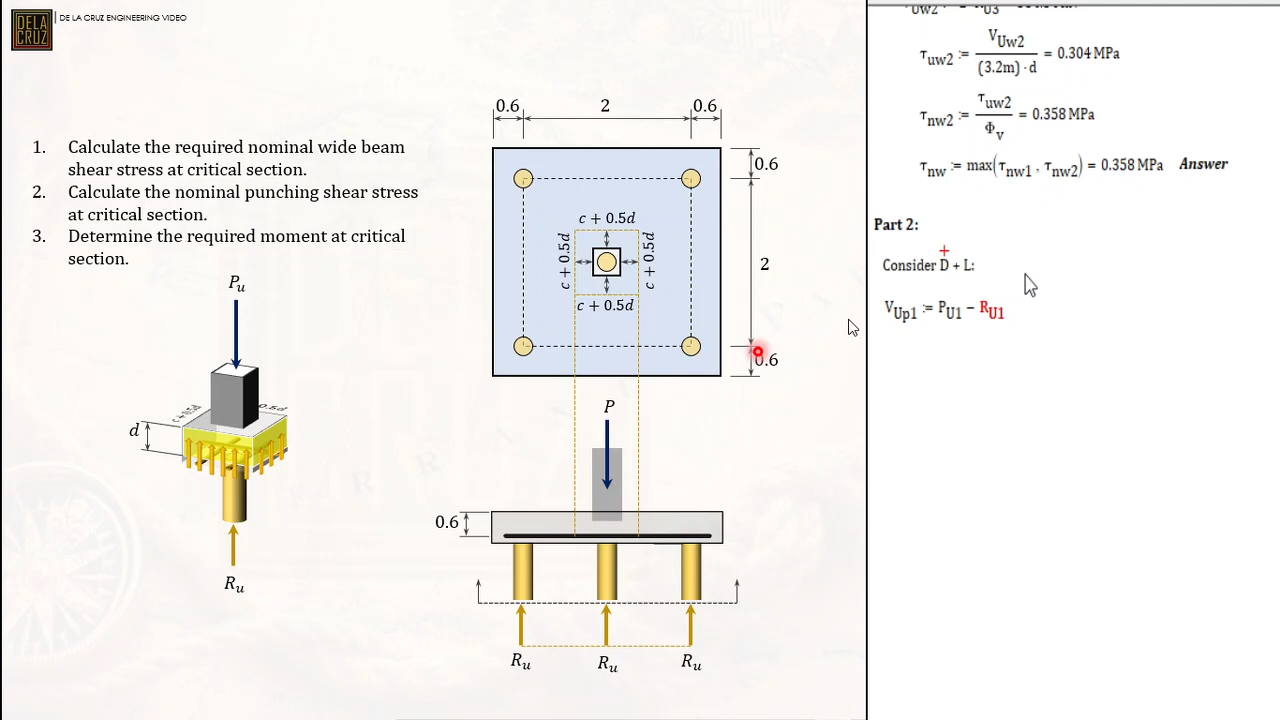 DELA
CRUZ
DE LA CRUZ ENGINEERING VIDEO
1. Calculate the required nominal wide beam
shear stress at critical section.
2. Calculate the nominal punching shear stress
at critical section.
3. Determine the required moment at critical
section.
Pu
c + 0.5d
d
Ru
0.6 2 0.6
0.6
c + 0.5d
c + 0.5d
c + 0.5d
c + 0.5d
2
0.6
P
0.6
Ru Ru Ru
τuw2 := VUw2 / (3.2m) · d = 0.304 MPa
τnw2 := τuw2 / Φv = 0.358 MPa
τnw := max(τnw1 , τnw2) = 0.358 MPa Answer
Part 2:
Consider D + L:
VUp1 := PU1 − RU1